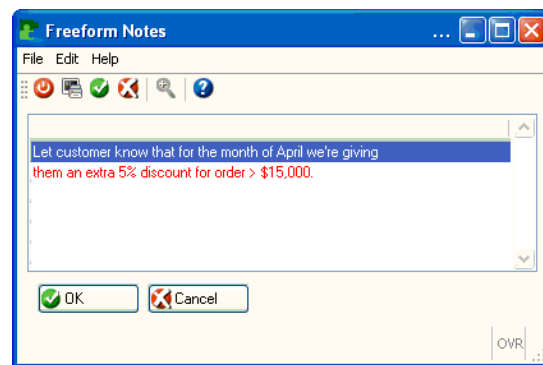 Freeform Notes ...
File Edit Help
Let customer know that for the month of April we're giving
them an extra 5% discount for order > $15,000.
OK Cancel
OVR